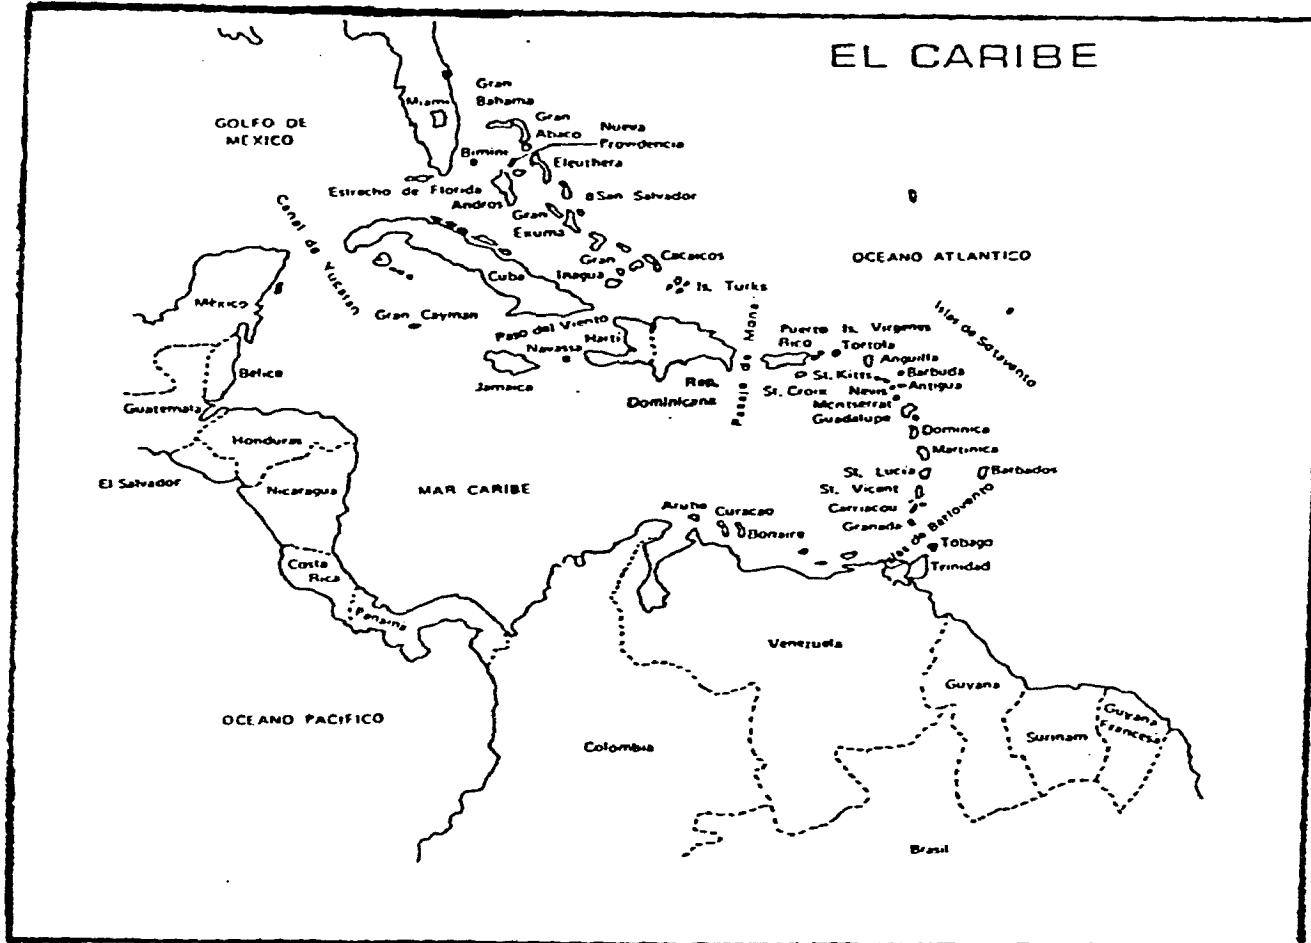 EL CARIBE
Gran
Bahama
Miami
GOLFO DE
MEXICO
Gran
Abaco
Nueva
Providencia
Bimini
Eleuthera
Estrecho de Florida
Andros
San Salvador
Gran
Exuma
Canal de Yucatan
Gran
Inagua
Cacaicos
OCEANO ATLANTICO
Cuba
Is. Turks
México
Gran Cayman
Paso del Viento
Navassa
Haití
Jamaica
Rep.
Dominicana
Pasaje de Mona
Puerto
Rico
Is. Virgenes
Tortola
Anguilla
Islas de Sotavento
St. Kitts
Barbuda
St. Croix
Nevis
Antigua
Montserrat
Guadalupe
Belice
Guatemala
Honduras
Dominica
Martinica
El Salvador
Nicaragua
MAR CARIBE
St. Lucía
Barbados
St. Vicent
Carriacou
Granada
Islas de Barlovento
Aruba
Curacao
Bonaire
Tobago
Trinidad
Costa
Rica
Panama
Venezuela
Guyana
OCEANO PACIFICO
Colombia
Surinam
Guyana
Francesa
Brasil